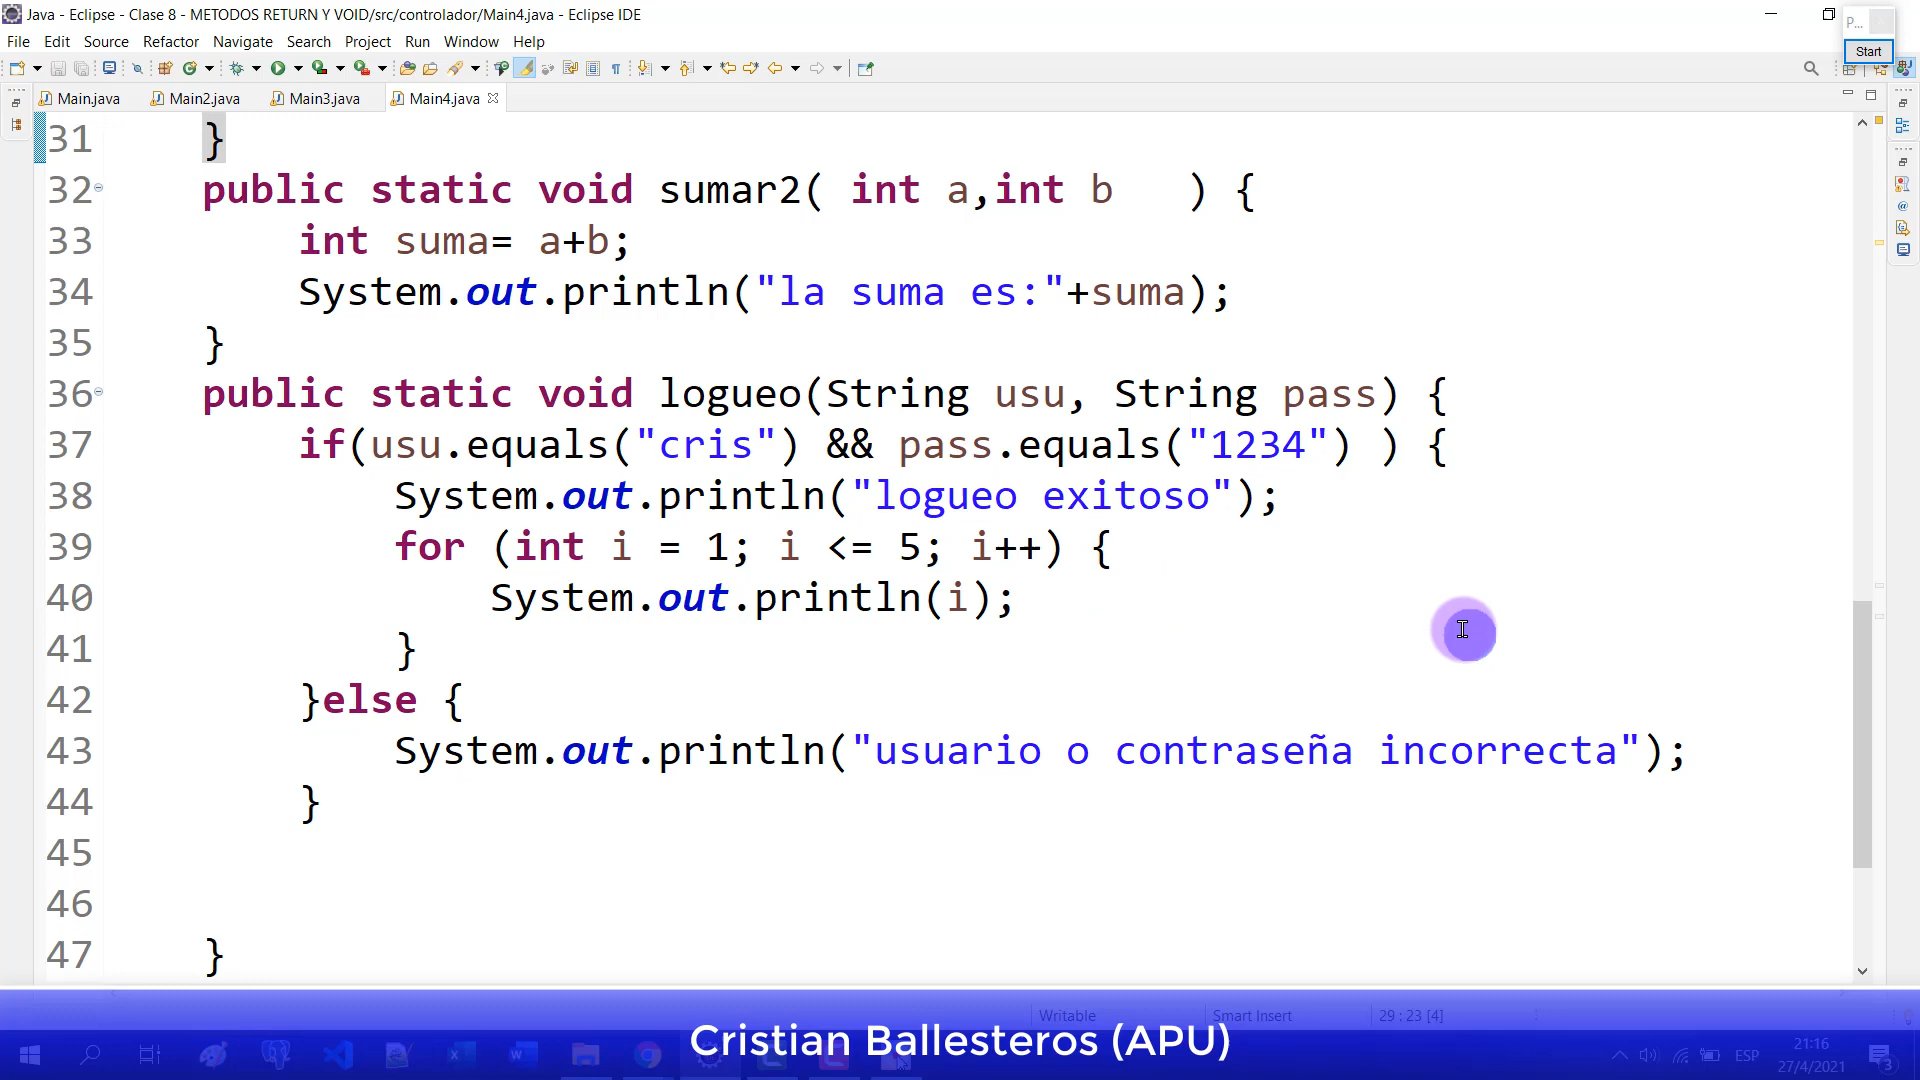 Java - Eclipse - Clase 8 - METODOS RETURN Y VOID/src/controlador/Main4.java - Eclipse IDE
P...
Start
File Edit Source Refactor Navigate Search Project Run Window Help
Main.java Main2.java Main3.java Main4.java
31 }
32 public static void sumar2( int a,int b ) {
33 int suma= a+b;
34 System.out.println("la suma es:"+suma);
35 }
36 public static void logueo(String usu, String pass) {
37 if(usu.equals("cris") && pass.equals("1234") ) {
38 System.out.println("logueo exitoso");
39 for (int i = 1; i <= 5; i++) {
40 System.out.println(i);
41 }
42 }else {
43 System.out.println("usuario o contraseña incorrecta");
44 }
45
46
47 }
Writable Smart Insert 29 : 23 [4]
Cristian Ballesteros (APU)
ESP
21:16
27/4/2021
3